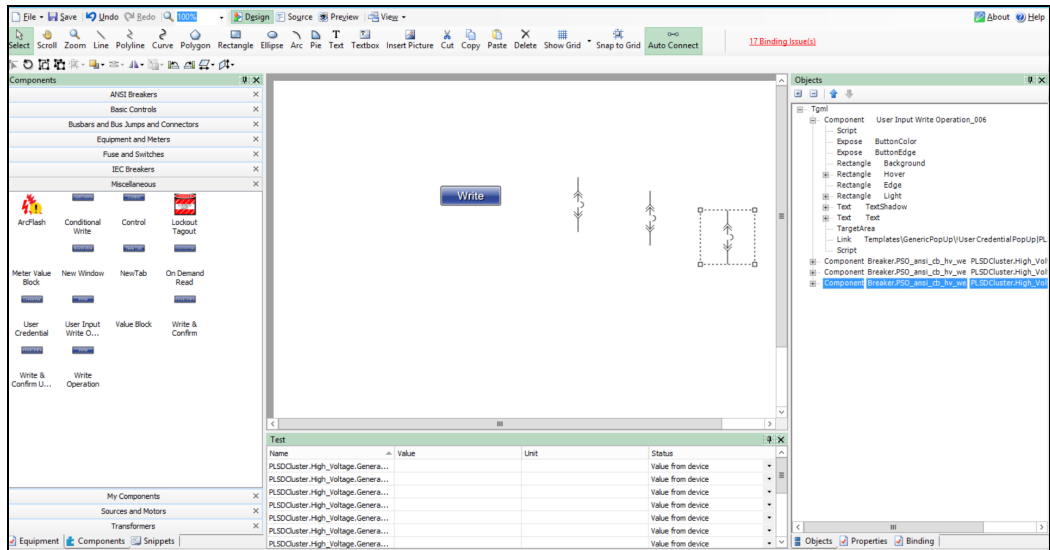 File Save Undo Redo 100% Design Source Preview View About Help
Select Scroll Zoom Line Polyline Curve Polygon Rectangle Ellipse Arc Pie Text Textbox Insert Picture Cut Copy Paste Delete Show Grid Snap to Grid Auto Connect 17 Binding Issue(s)
Components
ANSI Breakers
Basic Controls
Busbars and Bus Jumps and Connectors
Equipment and Meters
Fuse and Switches
IEC Breakers
Miscellaneous
ArcFlash
Conditional Write
Control
Lockout Tagout
Meter Value Block
New Window
NewTab
On Demand Read
User Credential
User Input Write O...
Value Block
Write & Confirm
Write & Confirm U...
Write Operation
My Components
Sources and Motors
Transformers
Equipment Components Snippets
Write
Test
Name Value Unit Status
PLSDCluster.High_Voltage.Genera... Value from device
PLSDCluster.High_Voltage.Genera... Value from device
PLSDCluster.High_Voltage.Genera... Value from device
PLSDCluster.High_Voltage.Genera... Value from device
PLSDCluster.High_Voltage.Genera... Value from device
PLSDCluster.High_Voltage.Genera... Value from device
PLSDCluster.High_Voltage.Genera... Value from device
Objects
Tgml
Component User Input Write Operation_006
Script
Expose ButtonColor
Expose ButtonEdge
Rectangle Background
Rectangle Hover
Rectangle Edge
Rectangle Light
Text TextShadow
Text Text
TargetArea
Link Templates\GenericPopUp\!User Credential PopUp|PL
Script
Component Breaker.PSO_ansi_cb_hv_we PLSDCluster.High_Vol
Component Breaker.PSO_ansi_cb_hv_we PLSDCluster.High_Vol
Component Breaker.PSO_ansi_cb_hv_we PLSDCluster.High_Vol
Objects Properties Binding